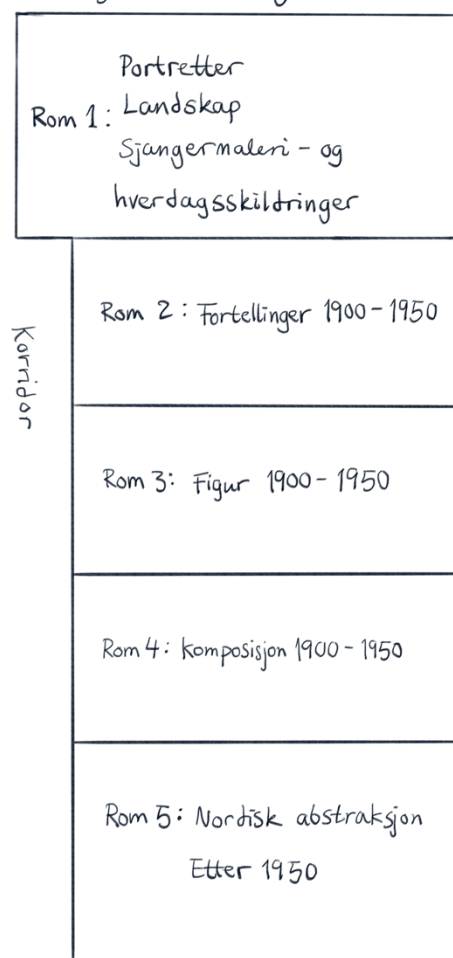 Portretter
Rom 1: Landskap
Sjangermaleri - og
hverdagsskildringer
Korridor
Rom 2: Fortellinger 1900 - 1950
Rom 3: Figur 1900 - 1950
Rom 4: Komposisjon 1900 - 1950
Rom 5: Nordisk abstraksjon
Etter 1950